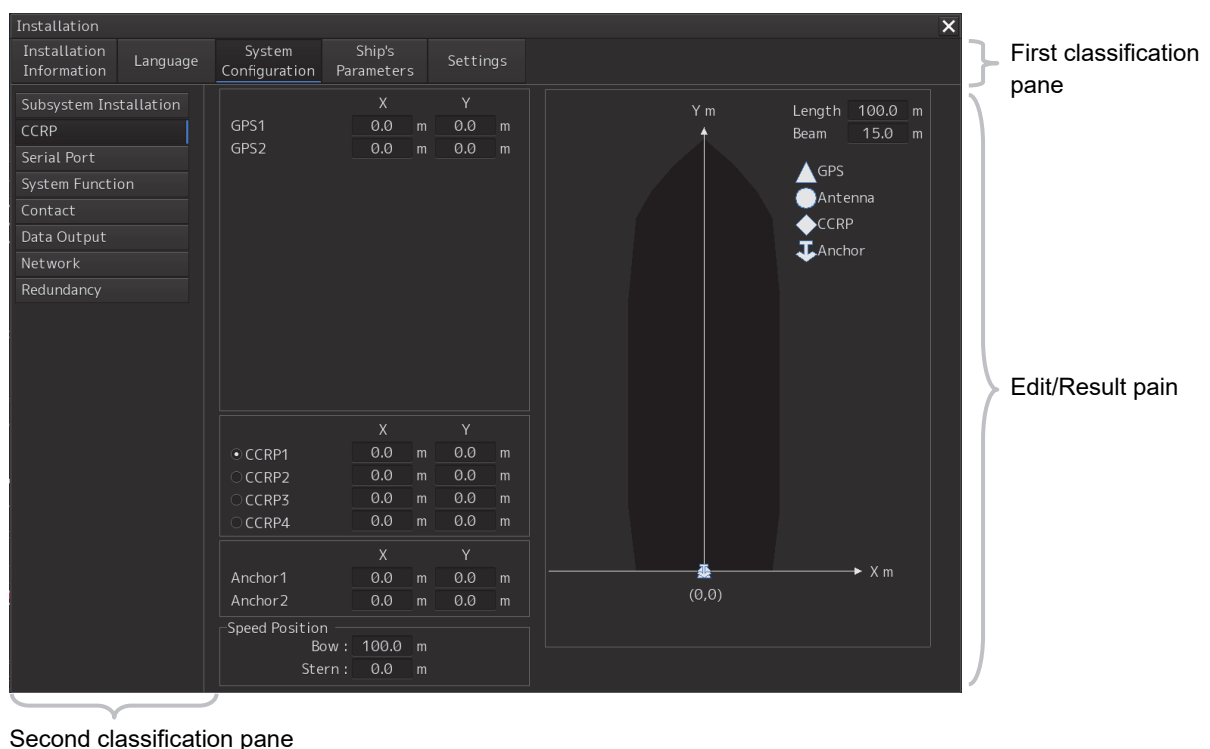 Installation
Installation Information
Language
System Configuration
Ship's Parameters
Settings
First classification pane
Subsystem Installation
CCRP
Serial Port
System Function
Contact
Data Output
Network
Redundancy
X Y
GPS1 0.0 m 0.0 m
GPS2 0.0 m 0.0 m
X Y
CCRP1 0.0 m 0.0 m
CCRP2 0.0 m 0.0 m
CCRP3 0.0 m 0.0 m
CCRP4 0.0 m 0.0 m
X Y
Anchor1 0.0 m 0.0 m
Anchor2 0.0 m 0.0 m
Speed Position
Bow : 100.0 m
Stern : 0.0 m
Y m
Length 100.0 m
Beam 15.0 m
GPS
Antenna
CCRP
Anchor
X m
(0,0)
Edit/Result pain
Second classification pane